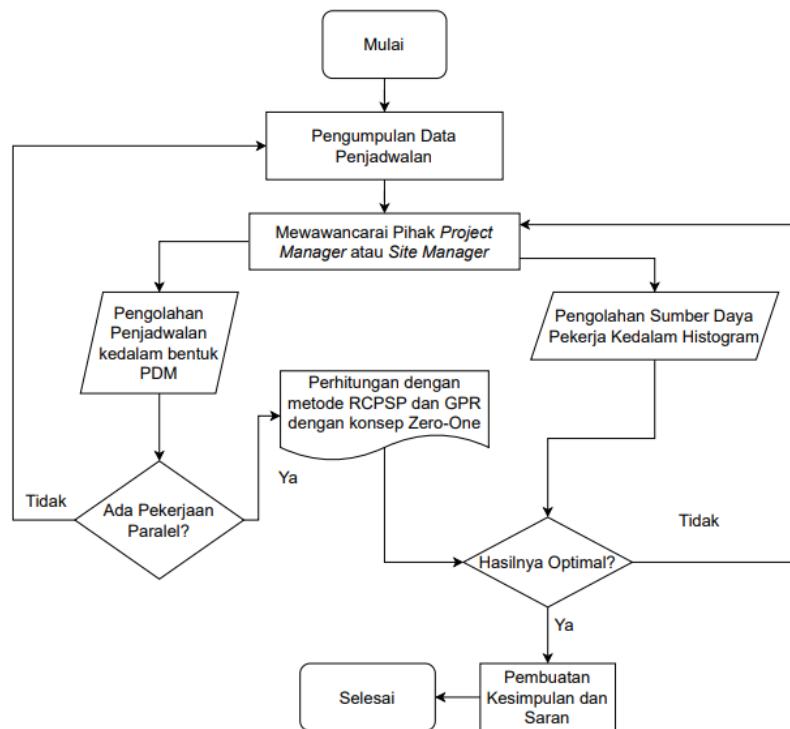 Mulai
Pengumpulan Data
Penjadwalan
Mewawancarai Pihak Project
Manager atau Site Manager
Pengolahan
Penjadwalan
kedalam bentuk
PDM
Pengolahan Sumber Daya
Pekerja Kedalam Histogram
Perhitungan dengan
metode RCPSP dan GPR
dengan konsep Zero-One
Ya
Tidak
Ada Pekerjaan
Paralel?
Tidak
Hasilnya Optimal?
Ya
Pembuatan
Kesimpulan dan
Saran
Selesai